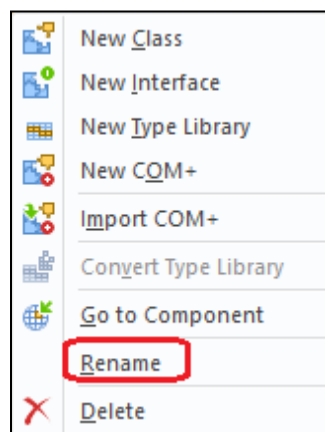 New Class
New Interface
New Type Library
New COM+
Import COM+
Convert Type Library
Go to Component
Rename
Delete